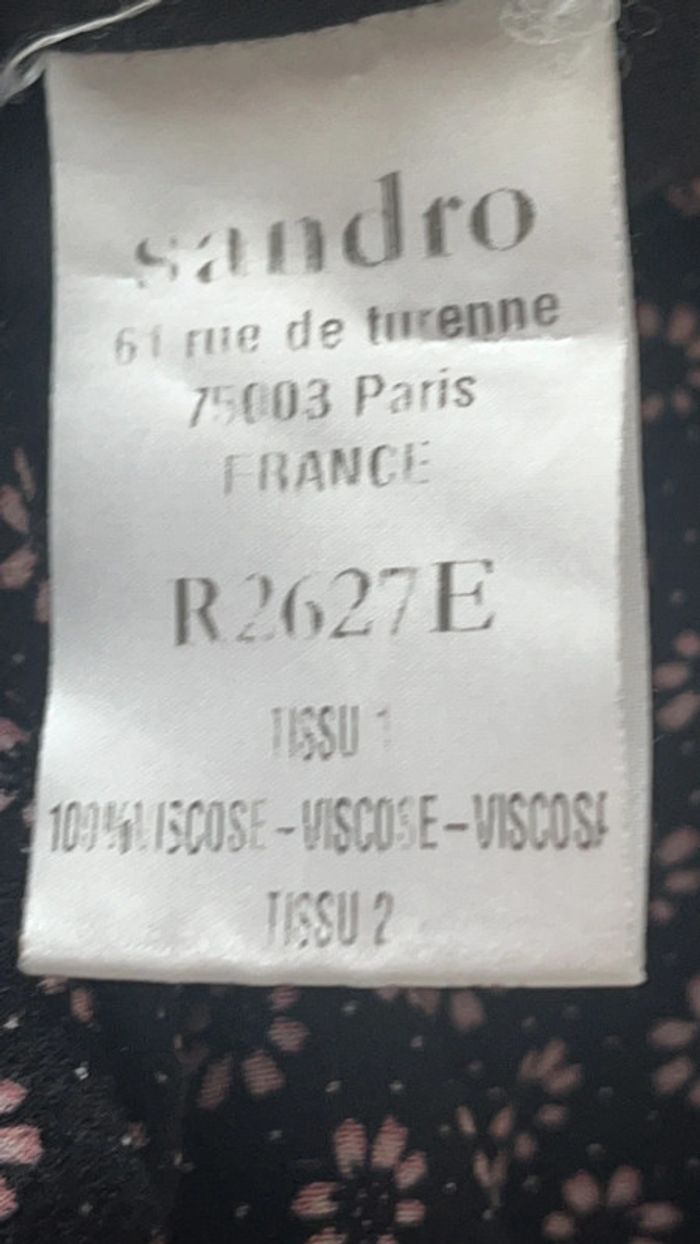 sandro
61 rue de turenne
75003 Paris
FRANCE
R2627E
TISSU 1
100%VISCOSE-VISCOSE-VISCOSA
TISSU 2